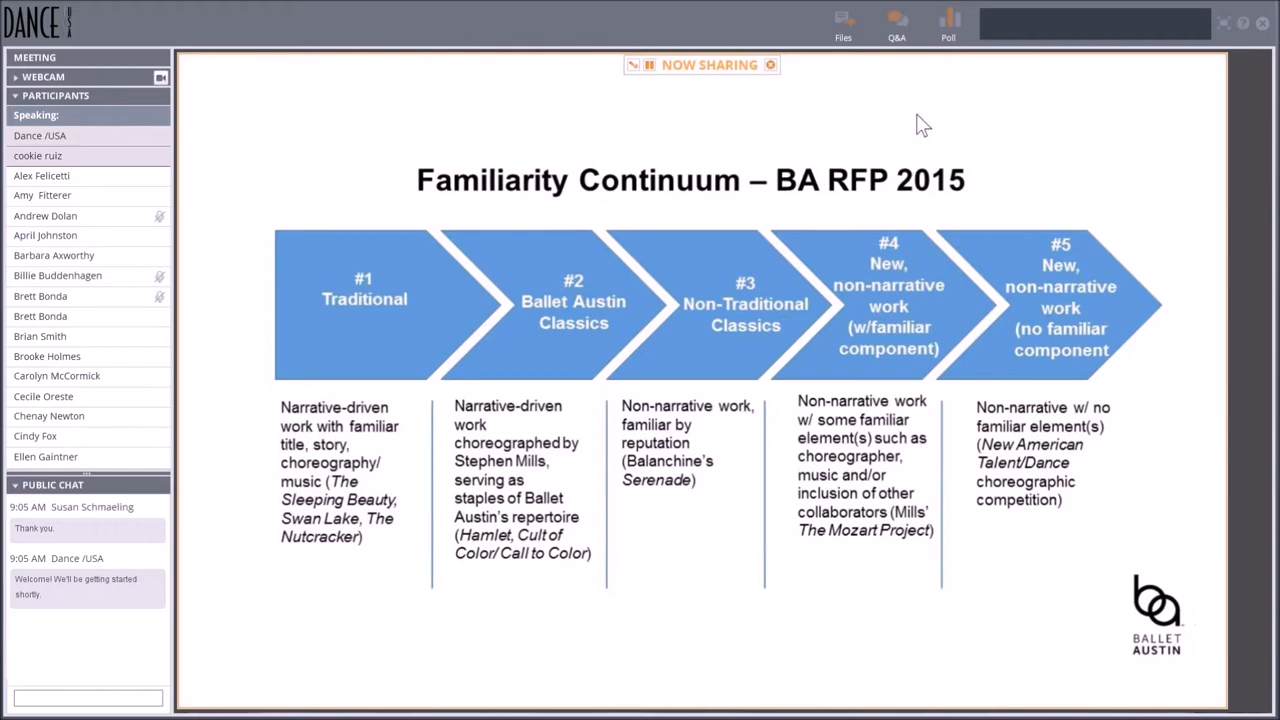 DANCE USA
Files
Q&A
Poll
MEETING
WEBCAM
PARTICIPANTS
Speaking:
Dance /USA
cookie ruiz
Alex Felicetti
Amy Fitterer
Andrew Dolan
April Johnston
Barbara Axworthy
Billie Buddenhagen
Brett Bonda
Brett Bonda
Brian Smith
Brooke Holmes
Carolyn McCormick
Cecile Oreste
Chenay Newton
Cindy Fox
Ellen Gaintner
PUBLIC CHAT
9:05 AM Susan Schmaeling
Thank you.
9:05 AM Dance /USA
Welcome! We'll be getting started
shortly.
NOW SHARING
Familiarity Continuum – BA RFP 2015
#1
Traditional
#2
Ballet Austin
Classics
#3
Non-Traditional
Classics
#4
New,
non-narrative
work
(w/familiar
component)
#5
New,
non-narrative
work
(no familiar
component
Narrative-driven
work with familiar
title, story,
choreography/
music (The
Sleeping Beauty,
Swan Lake, The
Nutcracker)
Narrative-driven
work
choreographed by
Stephen Mills,
serving as
staples of Ballet
Austin's repertoire
(Hamlet, Cult of
Color/ Call to Color)
Non-narrative work,
familiar by
reputation
(Balanchine's
Serenade)
Non-narrative work
w/ some familiar
element(s) such as
choreographer,
music and/or
inclusion of other
collaborators (Mills'
The Mozart Project)
Non-narrative w/ no
familiar element(s)
(New American
Talent/Dance
choreographic
competition)
ba
BALLET
AUSTIN